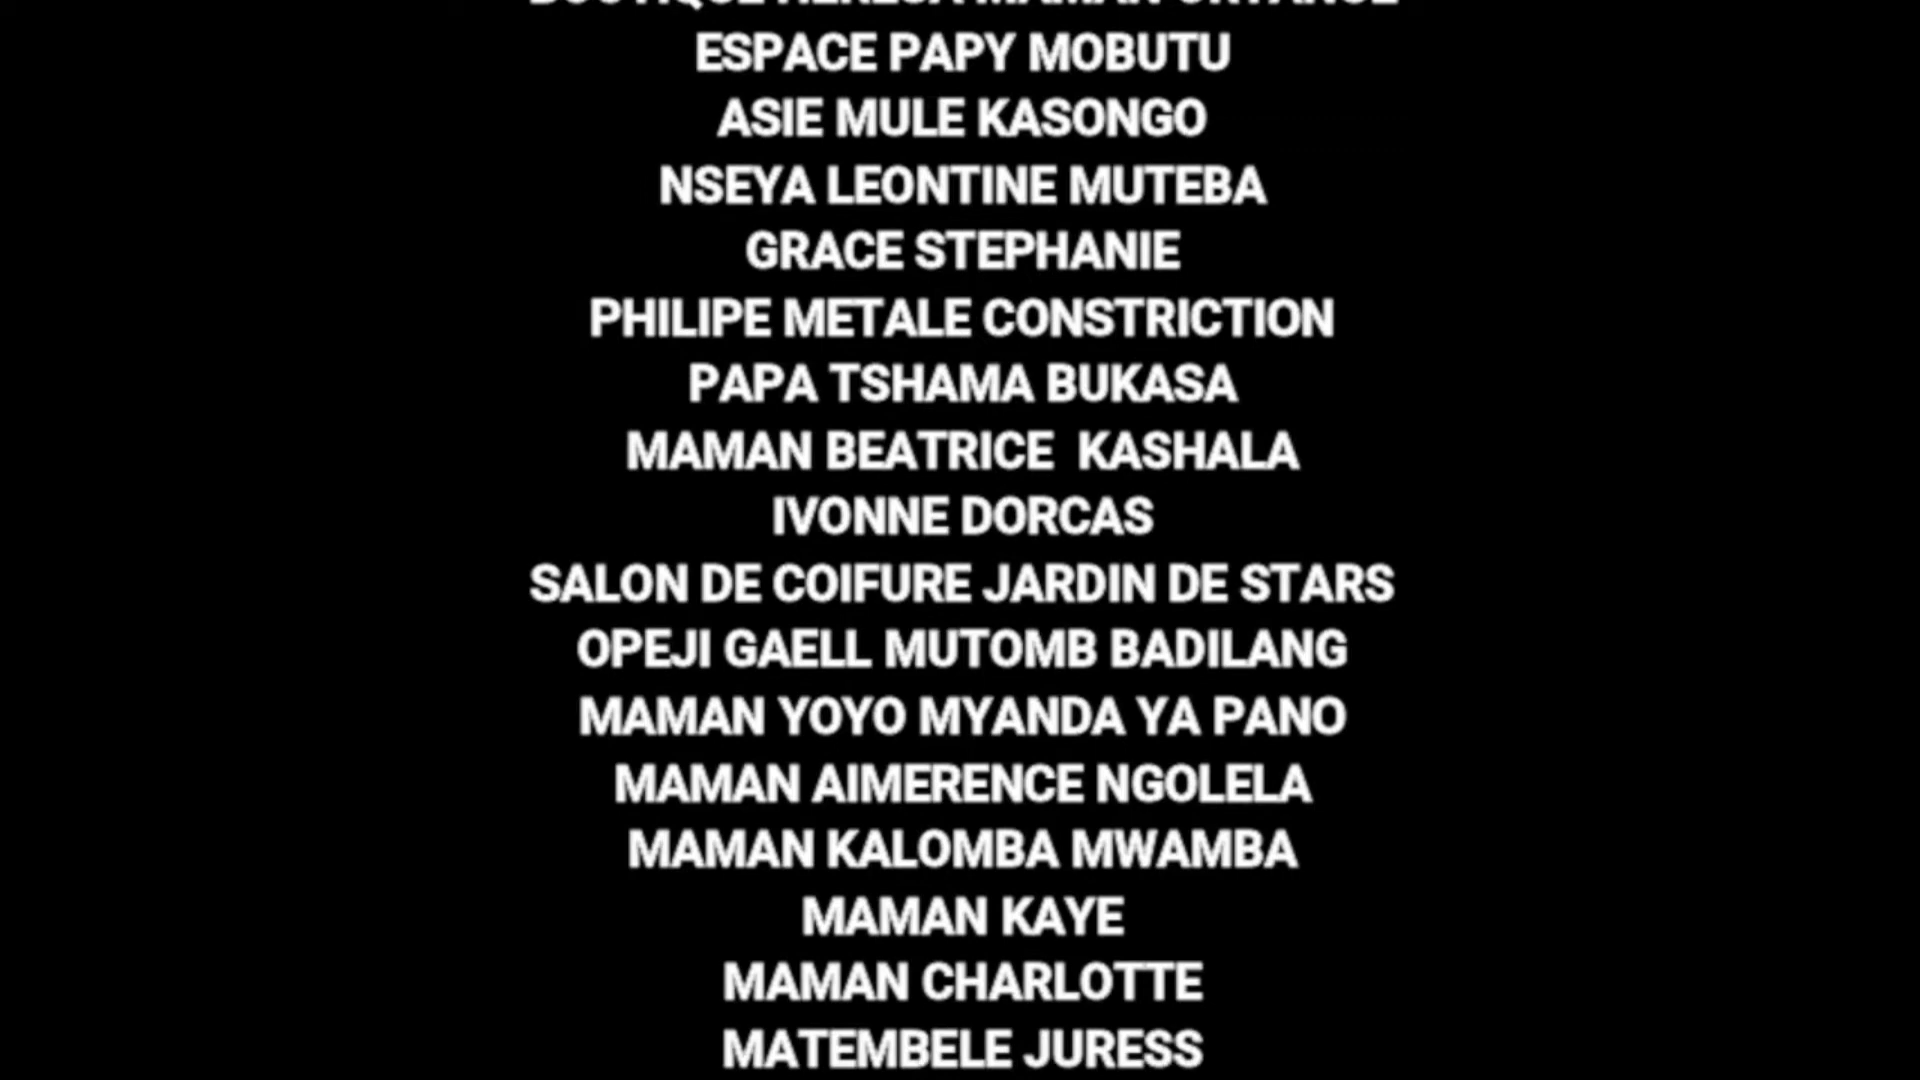 ESPACE PAPY MOBUTU
ASIE MULE KASONGO
NSEYA LEONTINE MUTEBA
GRACE STEPHANIE
PHILIPE METALE CONSTRICTION
PAPA TSHAMA BUKASA
MAMAN BEATRICE  KASHALA
IVONNE DORCAS
SALON DE COIFURE JARDIN DE STARS
OPEJI GAELL MUTOMB BADILANG
MAMAN YOYO MYANDA YA PANO
MAMAN AIMERENCE NGOLELA
MAMAN KALOMBA MWAMBA
MAMAN KAYE
MAMAN CHARLOTTE
MATEMBELE JURESS